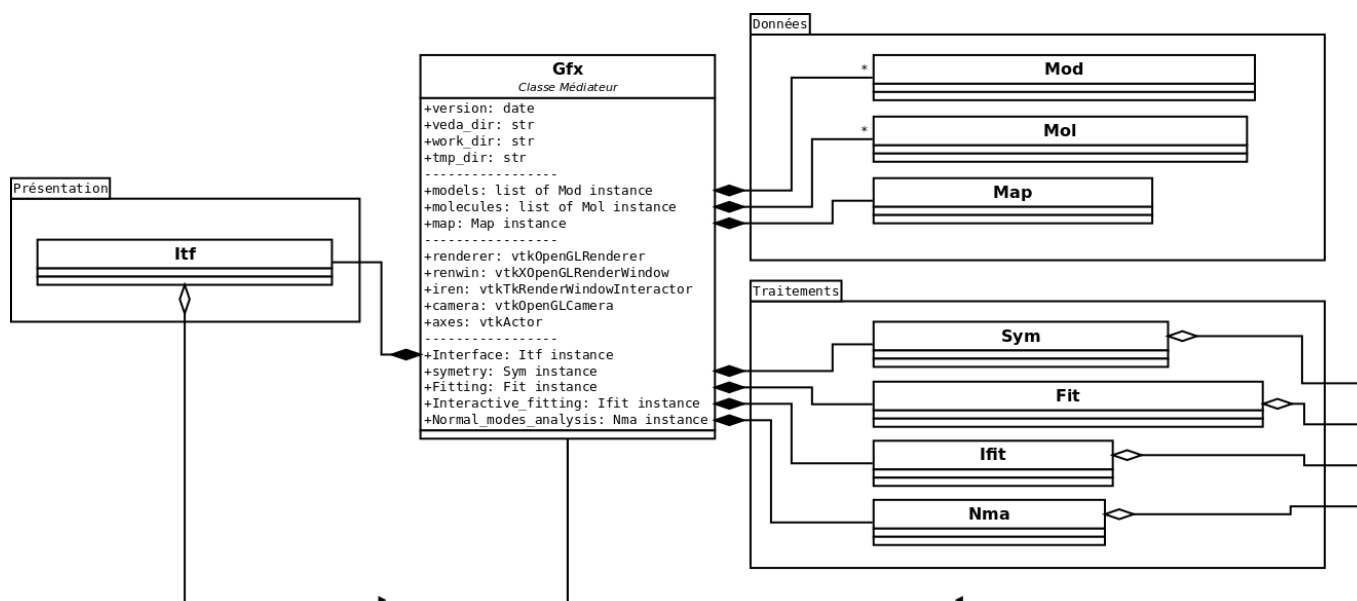 Présentation
Itf
Gfx
Classe Médiateur
+version: date
+veda_dir: str
+work_dir: str
+tmp_dir: str
-----------------
+models: list of Mod instance
+molecules: list of Mol instance
+map: Map instance
-----------------
+renderer: vtkOpenGLRenderer
+renwin: vtkXOpenGLRenderWindow
+iren: vtkTkRenderWindowInteractor
+camera: vtkOpenGLCamera
+axes: vtkActor
-----------------
+Interface: Itf instance
+symetry: Sym instance
+Fitting: Fit instance
+Interactive_fitting: Ifit instance
+Normal_modes_analysis: Nma instance
Données
*
Mod
*
Mol
Map
Traitements
Sym
Fit
Ifit
Nma